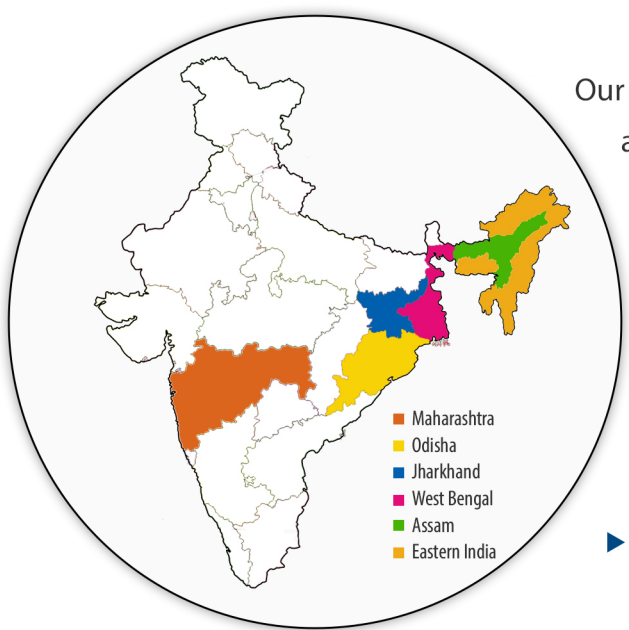 Our
a
Maharashtra
Odisha
Jharkhand
West Bengal
Assam
Eastern India